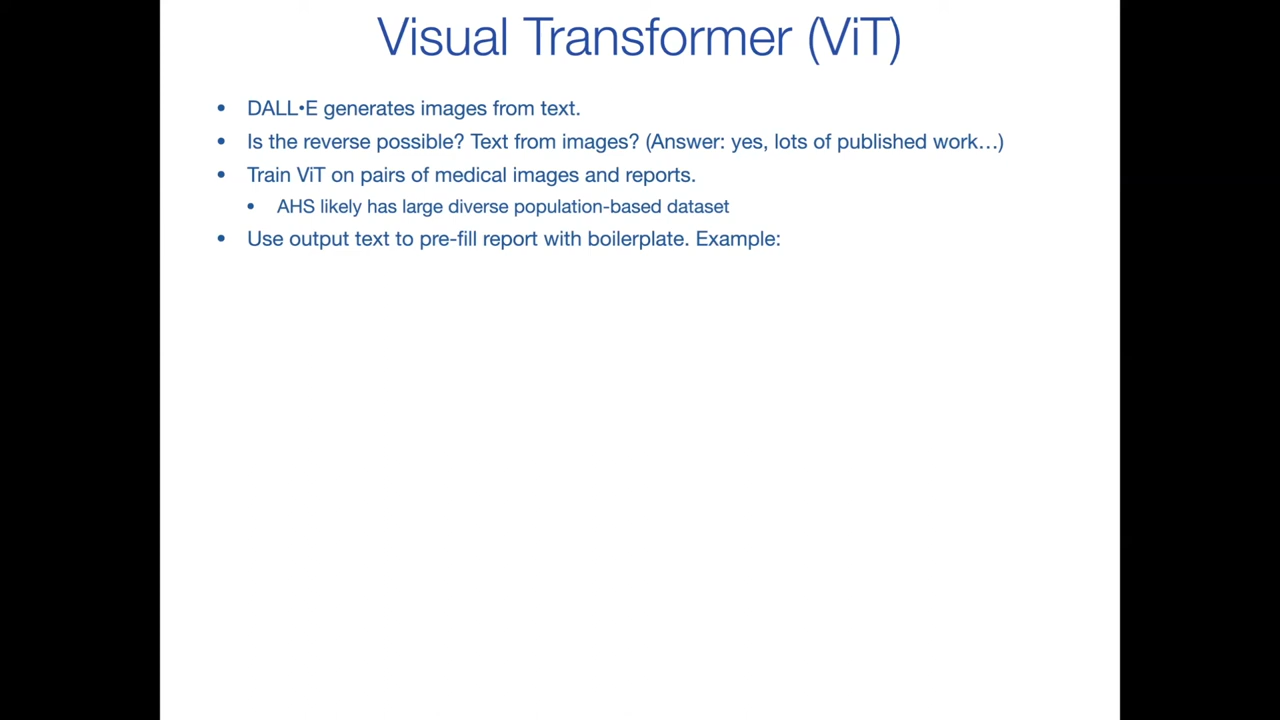 Visual Transformer (ViT)
• DALL•E generates images from text.
• Is the reverse possible? Text from images? (Answer: yes, lots of published work…)
• Train ViT on pairs of medical images and reports.
• AHS likely has large diverse population-based dataset
• Use output text to pre-fill report with boilerplate. Example: